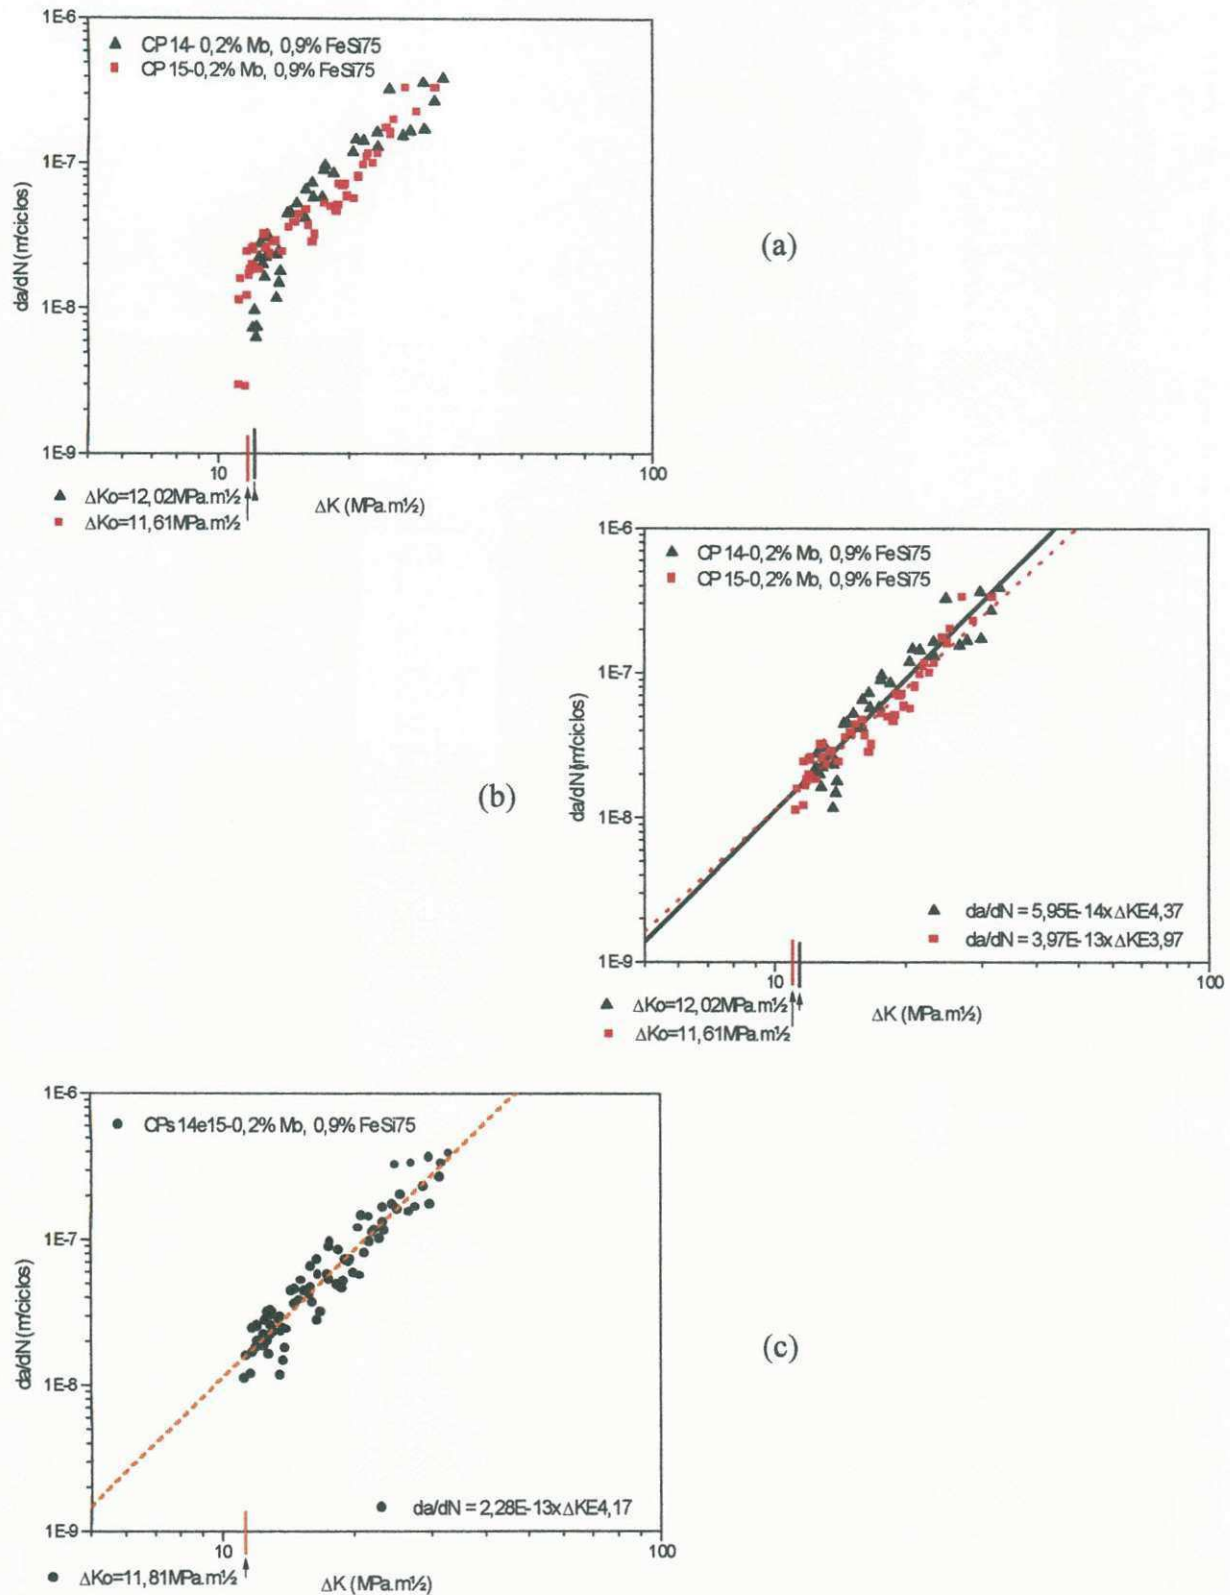 1E-6
▲ CP 14- 0,2% Mo, 0,9% FeSi75
■ CP 15-0,2% Mo, 0,9% FeSi75
1E-7
da/dN (m/ciclos)
(a)
1E-8
1E-9
10 100
▲ ΔKo=12,02MPa.m½
ΔK (MPa.m½)
■ ΔKo=11,61MPa.m½
1E-6
▲ CP 14-0,2% Mo, 0,9% FeSi75
■ CP 15-0,2% Mo, 0,9% FeSi75
1E-7
da/dN (m/ciclos)
(b)
1E-8
▲ da/dN = 5,95E-14xΔKE4,37
■ da/dN = 3,97E-13xΔKE3,97
1E-9
10 100
▲ ΔKo=12,02MPa.m½
ΔK (MPa.m½)
■ ΔKo=11,61MPa.m½
1E-6
● CPs 14e15-0,2% Mo, 0,9% FeSi75
1E-7
da/dN (m/ciclos)
(c)
1E-8
● da/dN = 2,28E-13xΔKE4,17
1E-9
10 100
● ΔKo=11,81MPa.m½
ΔK (MPa.m½)